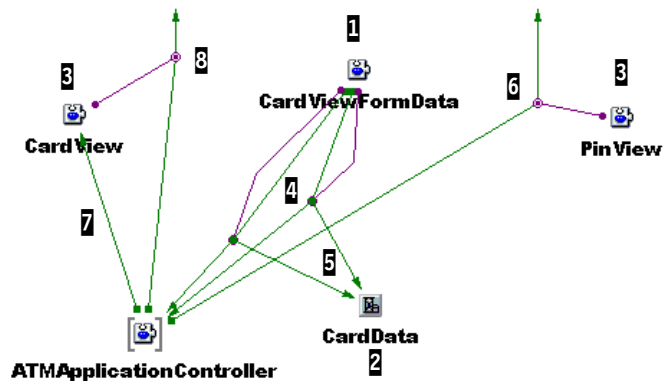 1
3
8
3
6
CardViewFormData
CardView
PinView
4
7
5
CardData
2
ATMApplicationController